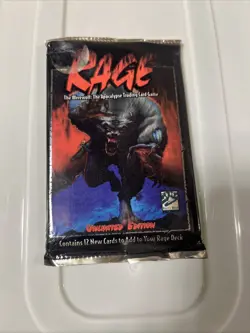 RAGE
The Werewolf: The Apocalypse Trading Card Game
Unlimited Edition
Contains 12 New Cards to Add to Your Rage Deck